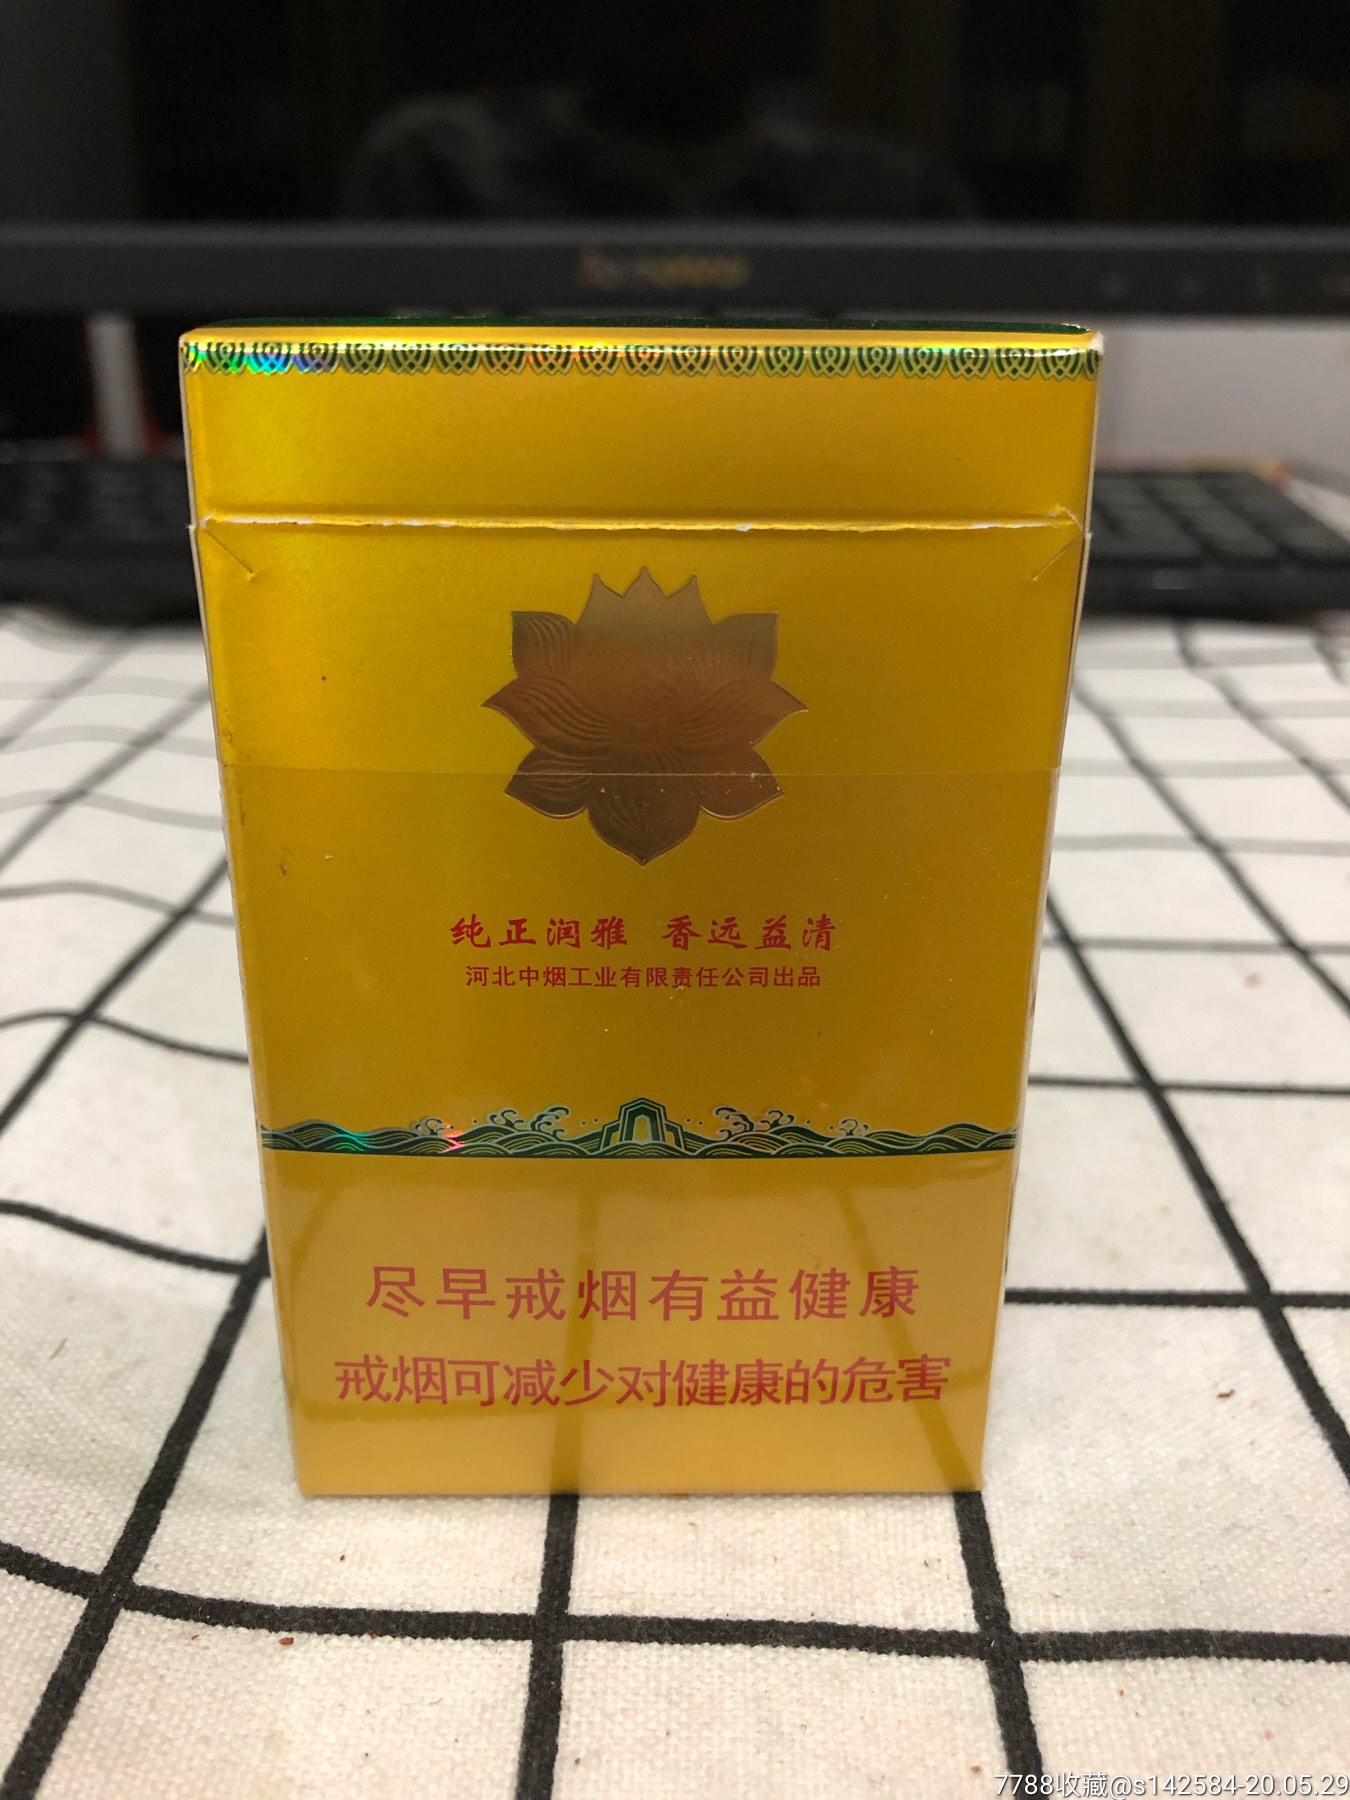 纯正润雅 香远益清
河北中烟工业有限责任公司出品
尽早戒烟有益健康
戒烟可减少对健康的危害
7788收藏@s142584-20.05.29